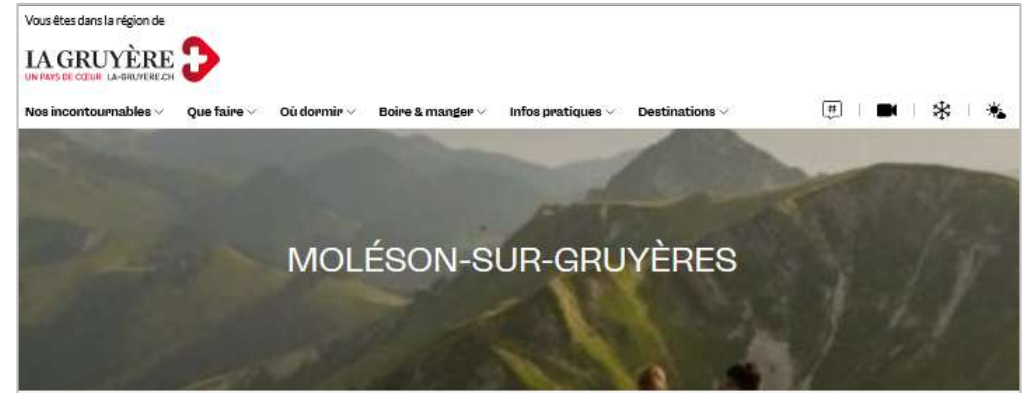 Vous êtes dans la région de
LA GRUYÈRE
UN PAYS DE CŒUR LA-GRUYERE.CH
Nos incontournables Que faire Où dormir Boire & manger Infos pratiques Destinations #
MOLÉSON-SUR-GRUYÈRES